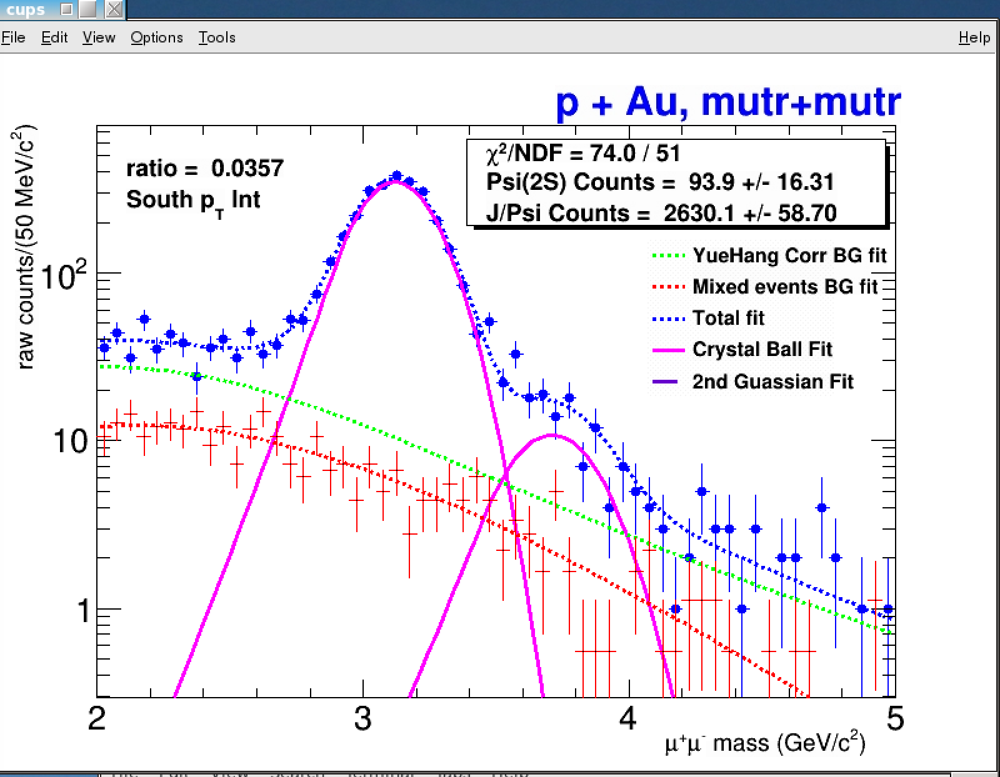 cups
File Edit View Options Tools Help
p + Au, mutr+mutr
raw counts/(50 MeV/c²)
ratio = 0.0357
South pT Int
χ²/NDF = 74.0 / 51
Psi(2S) Counts = 93.9 +/- 16.31
J/Psi Counts = 2630.1 +/- 58.70
YueHang Corr BG fit
Mixed events BG fit
Total fit
Crystal Ball Fit
2nd Guassian Fit
10²
10
1
2 3 4 5
μ⁺μ⁻ mass (GeV/c²)